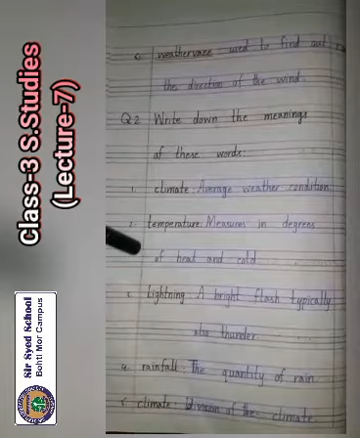 Class-3 S.Studies
(Lecture-7)
Sir Syed School
Bohti Mor Campus
6. weathervane used to find out
the direction of the wind.
Q2 Write down the meanings
of these words:
1. climate: Average weather condition
2. temperature: Measures in degrees
of heat and cold
3. Lightning: A bright flash typically
also thunder.
4. rainfall: The quantity of rain
5. climate: Division of the climate.